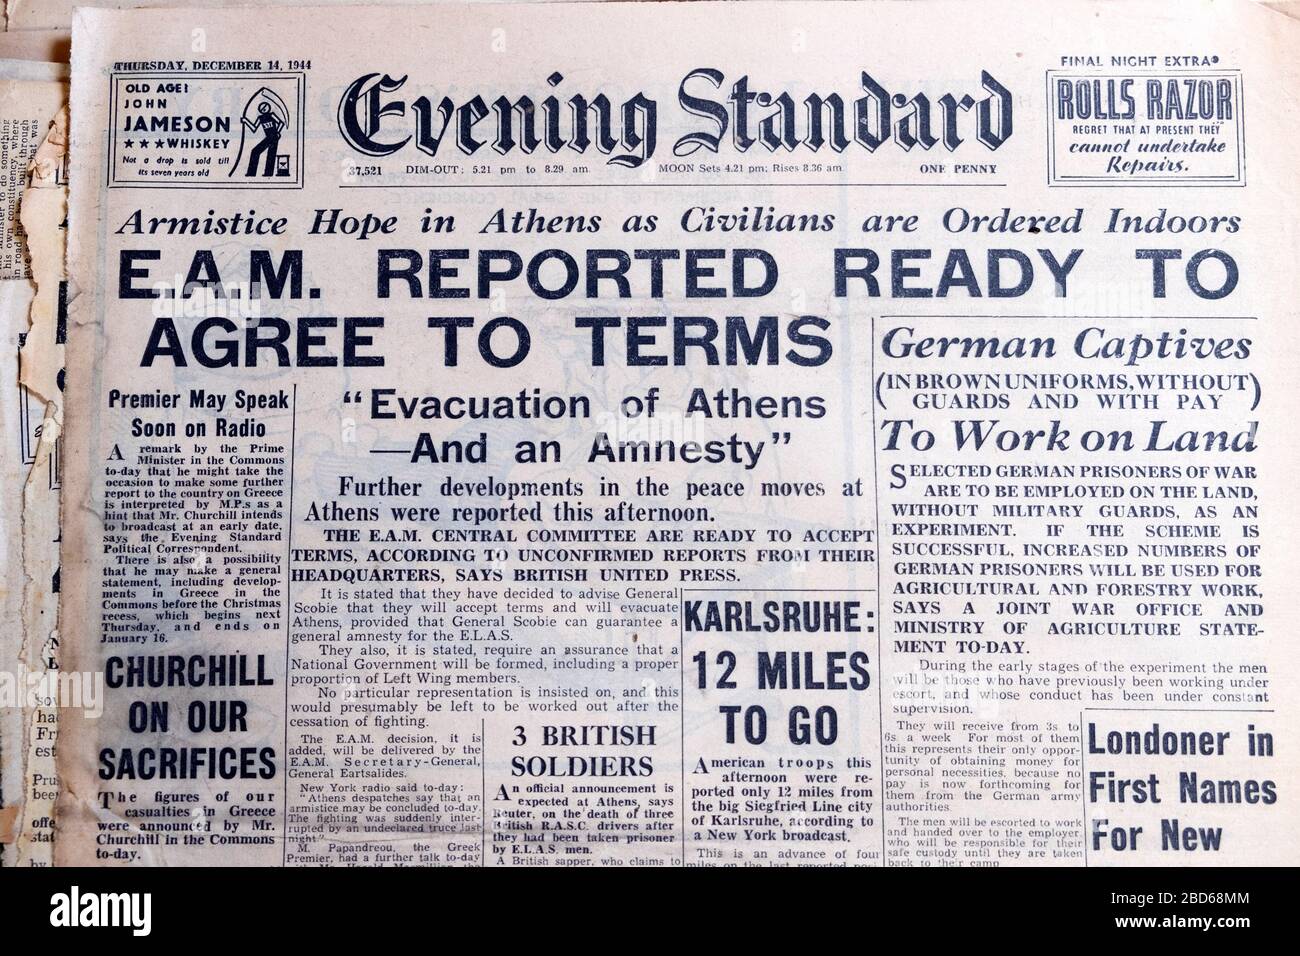 THURSDAY, DECEMBER 14, 1944
OLD AGE!
JOHN
JAMESON
★★★WHISKEY
Not a drop is sold till
its seven years old
Evening Standard
37,521 DIM-OUT: 5.21 pm to 8.29 am. MOON Sets 4.21 pm; Rises 8.36 am ONE PENNY
FINAL NIGHT EXTRA
ROLLS RAZOR
REGRET THAT AT PRESENT THEY
cannot undertake
Repairs.
Armistice Hope in Athens as Civilians are Ordered Indoors
E.A.M. REPORTED READY TO
AGREE TO TERMS
Premier May Speak
Soon on Radio
A remark by the Prime
Minister in the Commons
to-day that he might take the
occasion to make some further
report to the country on Greece
is interpreted by M.P.s as a
hint that Mr. Churchill intends
to broadcast at an early date,
says the Evening Standard
Political Correspondent.
There is also a possibility
that he may make a general
statement, including develop-
ments in Greece in the
Commons before the Christmas
recess, which begins next
Thursday, and ends on
January 16.
CHURCHILL
ON OUR
SACRIFICES
The figures of our
casualties in Greece
were announced by Mr.
Churchill in the Commons
to-day.
"Evacuation of Athens
—And an Amnesty"
Further developments in the peace moves at
Athens were reported this afternoon.
THE E.A.M. CENTRAL COMMITTEE ARE READY TO ACCEPT
TERMS, ACCORDING TO UNCONFIRMED REPORTS FROM THEIR
HEADQUARTERS, SAYS BRITISH UNITED PRESS.
It is stated that they have decided to advise General
Scobie that they will accept terms and will evacuate
Athens, provided that General Scobie can guarantee a
general amnesty for the E.L.A.S.
They also, it is stated, require an assurance that a
National Government will be formed, including a proper
proportion of Left Wing members.
No particular representation is insisted on, and this
would presumably be left to be worked out after the
cessation of fighting.
The E.A.M. decision, it is
added, will be delivered by the
E.A.M. Secretary-General,
General Eartsalides.
New York radio said to-day:
"Athens despatches say that an
armistice may be concluded to-day.
The fighting was suddenly inter-
rupted by an undeclared truce last
night"
M. Papandreou, the Greek
Premier, had a further talk to-day
3 BRITISH
SOLDIERS
An official announcement is
expected at Athens, says
Reuter, on the death of three
British R.A.S.C. drivers after
they had been taken prisoner
by E.L.A.S. men.
A British sapper, who claims to
KARLSRUHE:
12 MILES
TO GO
American troops this
afternoon were re-
ported only 12 miles from
the big Siegfried Line city
of Karlsruhe, according to
a New York broadcast.
This is an advance of four
miles on the last reported
German Captives
(IN BROWN UNIFORMS, WITHOUT
GUARDS AND WITH PAY)
To Work on Land
SELECTED GERMAN PRISONERS OF WAR
ARE TO BE EMPLOYED ON THE LAND,
WITHOUT MILITARY GUARDS, AS AN
EXPERIMENT. IF THE SCHEME IS
SUCCESSFUL, INCREASED NUMBERS OF
GERMAN PRISONERS WILL BE USED FOR
AGRICULTURAL AND FORESTRY WORK,
SAYS A JOINT WAR OFFICE AND
MINISTRY OF AGRICULTURE STATE-
MENT TO-DAY.
During the early stages of the experiment the men
will be those who have previously been working under
escort, and whose conduct has been under constant
supervision.
They will receive from 3s to
6s a week For most of them
this represents their only oppor-
tunity of obtaining money for
personal necessities, because no
pay is now forthcoming for
them from the German army
authorities.
The men will be escorted to work
and handed over to the employer.
who will be responsible for their
safe custody until they are taken
back to their camp
Londoner in
First Names
For New
alamy
Image ID: 2BD68MM
www.alamy.com